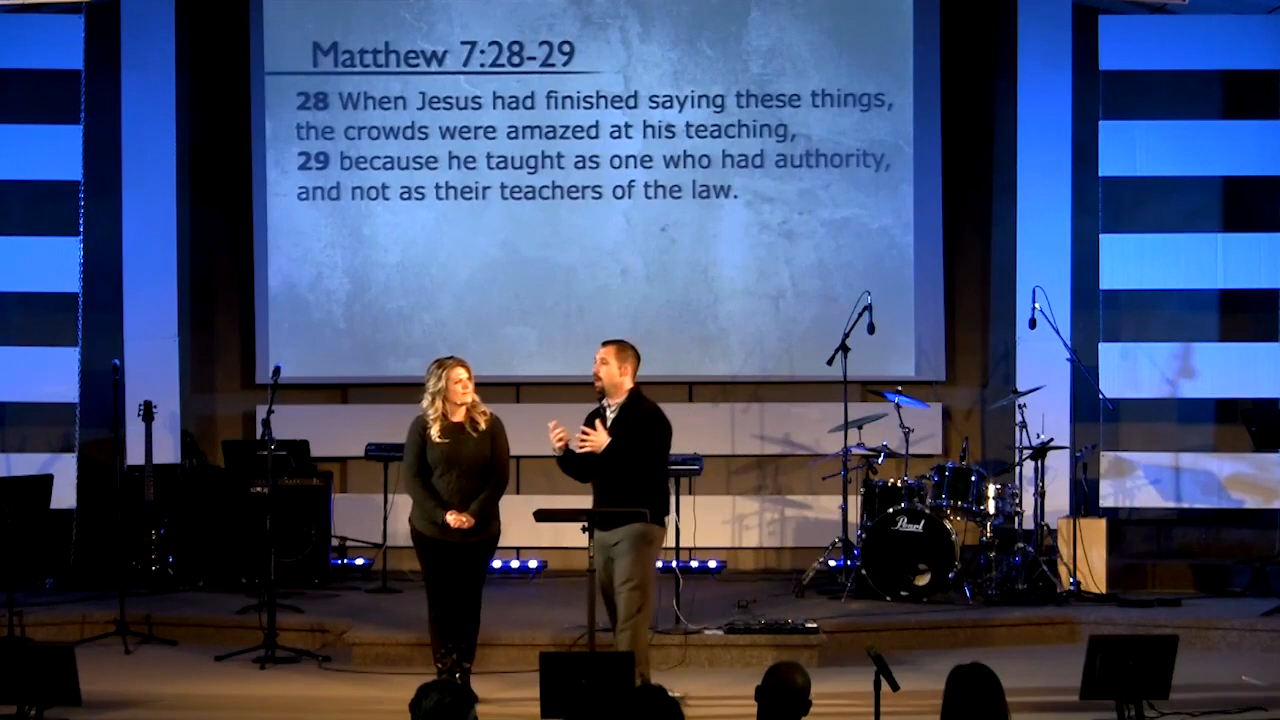 Matthew 7:28-29
28 When Jesus had finished saying these things,
the crowds were amazed at his teaching,
29 because he taught as one who had authority,
and not as their teachers of the law.
Pearl